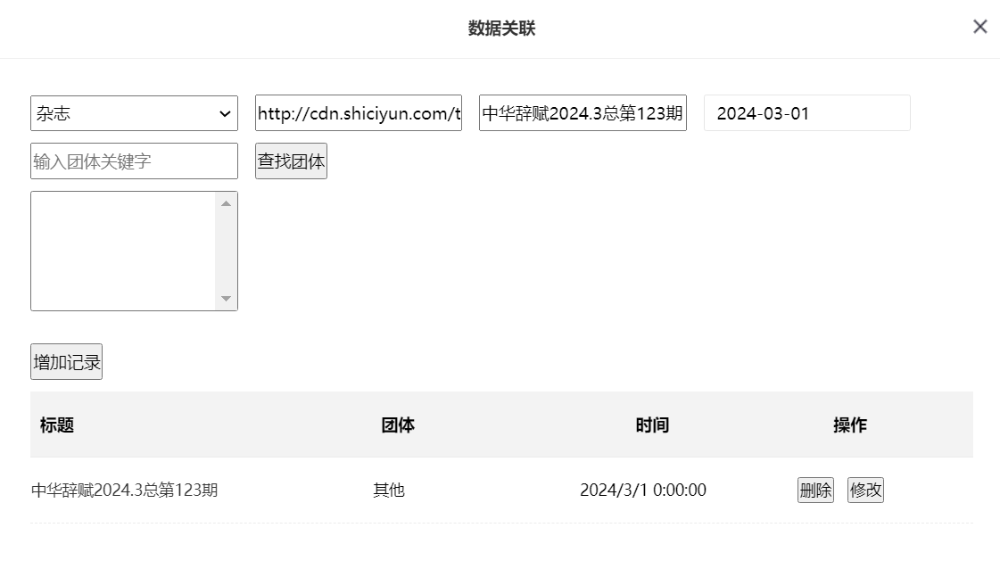 数据关联
杂志 http://cdn.shiciyun.com/t 中华辞赋2024.3总第123期 2024-03-01
输入团体关键字 查找团体
增加记录
标题 团体 时间 操作
中华辞赋2024.3总第123期 其他 2024/3/1 0:00:00 删除 修改